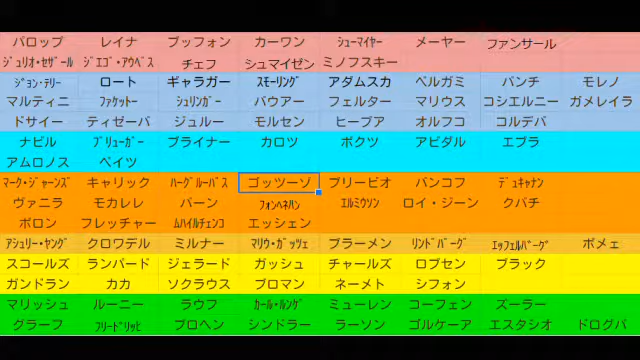 バロップ レイナ ブッフォン カーワン ｼｭｰﾏｲﾔｰ メーヤー ファンサール
ｼﾞｭﾘｵ･ｾｻﾞｰﾙ ｼﾞｴｺﾞ･ｱｳﾍﾞｽ チェフ シュマイゼン ミノフスキー
ｼﾞｮﾝ･ﾃﾘｰ ロート ギャラガー ｽﾓｰﾘﾝｸﾞ アダムスカ ベルガミ バンチ モレノ
マルティニ ﾌｧｹｯﾄー ｼｭﾘﾝｶﾞｰ バウアー フェルター マリウス コシエルニー ガメレイラ
ドサイー ティゼーバ ジュルー モルセン ヒーブア オルフコ コルデバ
ナビル ﾌﾞﾘｭｰｶﾞｰ ブライナー カロツ ボクツ アビダル エブラ
アムロノス ベイツ
ﾏｰｸ･ｼﾞｬｰﾝｽﾞ キャリック ﾊｰｸﾞﾙｰﾊﾞｽ ゴッツーゾ ブリービオ バンコフ ﾃﾞｭｷｬﾅﾝ
ヴァニラ モカレレ バーン ﾌｫﾝﾍﾈﾊﾝ ｴﾙﾐｳｿﾝ ロイ・ジーン クバチ
ボロン フレッチャー ﾑﾊｲﾙﾁｪﾝｺ エッシェン
ｱｼｭﾘｰ･ﾔﾝｸﾞ クロワデル ミルナー ﾏﾘｳ･ｶﾞｯﾂｪ ブラーメン ﾘﾝﾄﾞﾊﾞｰｸﾞ ｴｯﾌｪﾙﾊﾞｰｸﾞ ボメェ
スコールズ ランバード ジェラード ガッシュ チャールズ ロブセン ブラック
ガンドラン カカ ソクラウス ブロマン ネーメト シフォン
マリッシュ ルーニー ラウフ ｶｰﾙ･ﾙﾝｸﾞ ミューレン コーフェン ズーラー
グラーフ ﾌﾘｰﾄﾞﾘｯﾋ ブロヘン シンドラー ラーソン ゴルケーア エスタシオ ドログバ